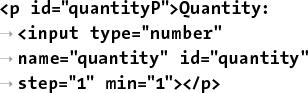 <p id="quantityP">Quantity:
→ <input type="number"
→ name="quantity" id="quantity"
→ step="1" min="1"></p>